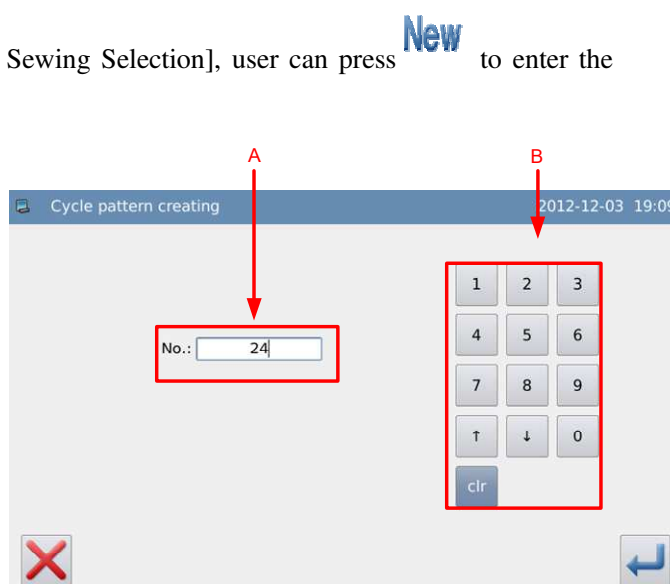 Sewing Selection], user can press New to enter the
A B
Cycle pattern creating 2012-12-03 19:09
1 2 3
No.: 24
4 5 6
7 8 9
↑ ↓ 0
clr